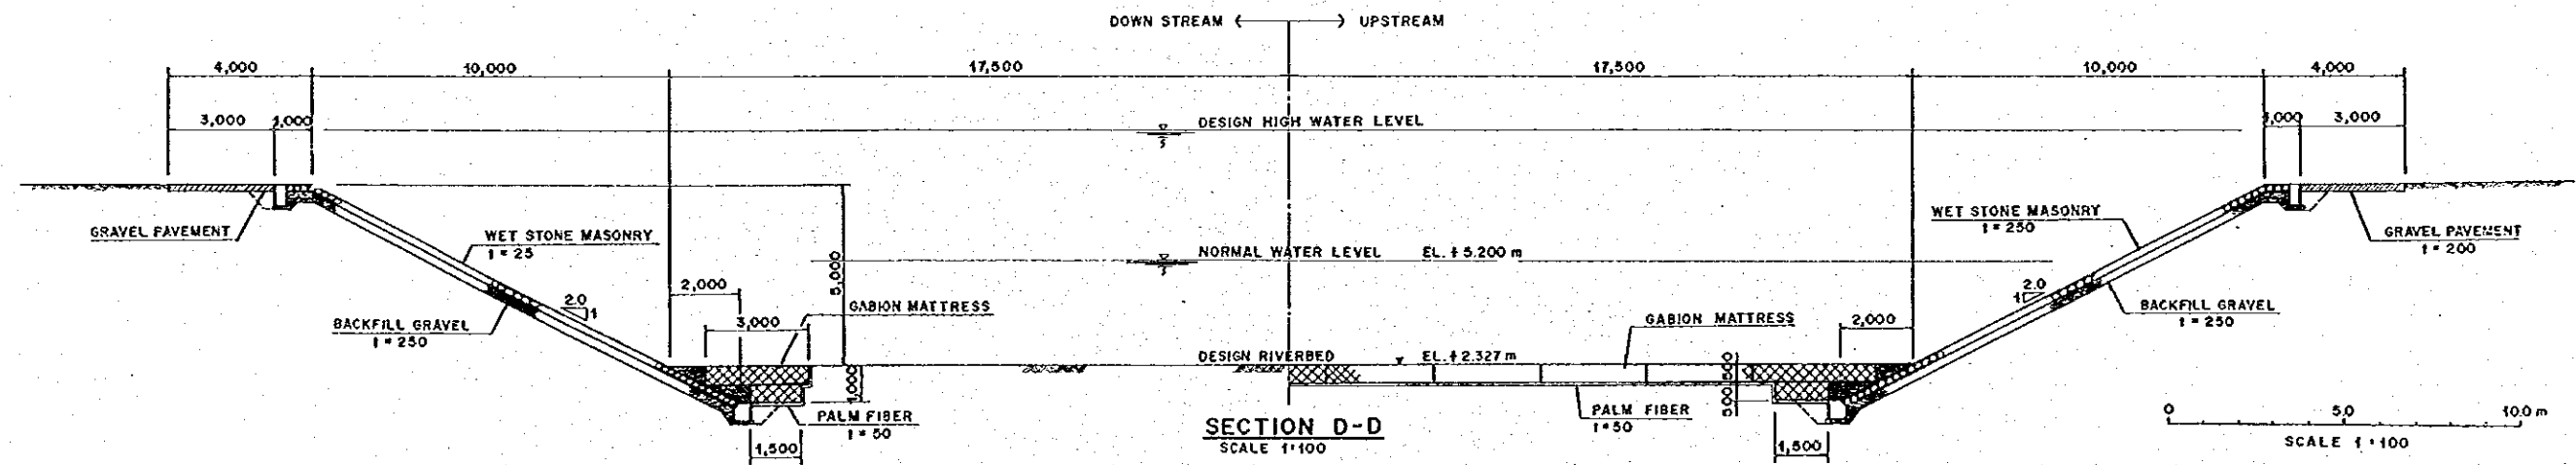 DOWN STREAM UPSTREAM
4,000 10,000 17,500 17,500 10,000 4,000
3,000 1,000 DESIGN HIGH WATER LEVEL 1,000 3,000
GRAVEL PAVEMENT
WET STONE MASONRY
t = 25
NORMAL WATER LEVEL EL. + 5.200 m
WET STONE MASONRY
t = 250
GRAVEL PAVEMENT
t = 200
5,000
2,000
2.0
1
GABION MATTRESS
BACKFILL GRAVEL
t = 250
3,000
GABION MATTRESS
2,000
2.0
1
BACKFILL GRAVEL
t = 250
DESIGN RIVERBED EL. + 2.327 m
1,000
500
500
PALM FIBER
t = 50
PALM FIBER
t = 50
1,500
1,500
SECTION D-D
SCALE 1:100
0 5.0 10.0 m
SCALE 1:100